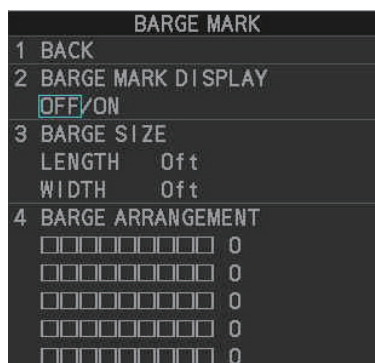 BARGE MARK
1 BACK
2 BARGE MARK DISPLAY
OFF/ON
3 BARGE SIZE
LENGTH 0ft
WIDTH 0ft
4 BARGE ARRANGEMENT
□□□□□□□□□ 0
□□□□□□□□□ 0
□□□□□□□□□ 0
□□□□□□□□□ 0
□□□□□□□□□ 0